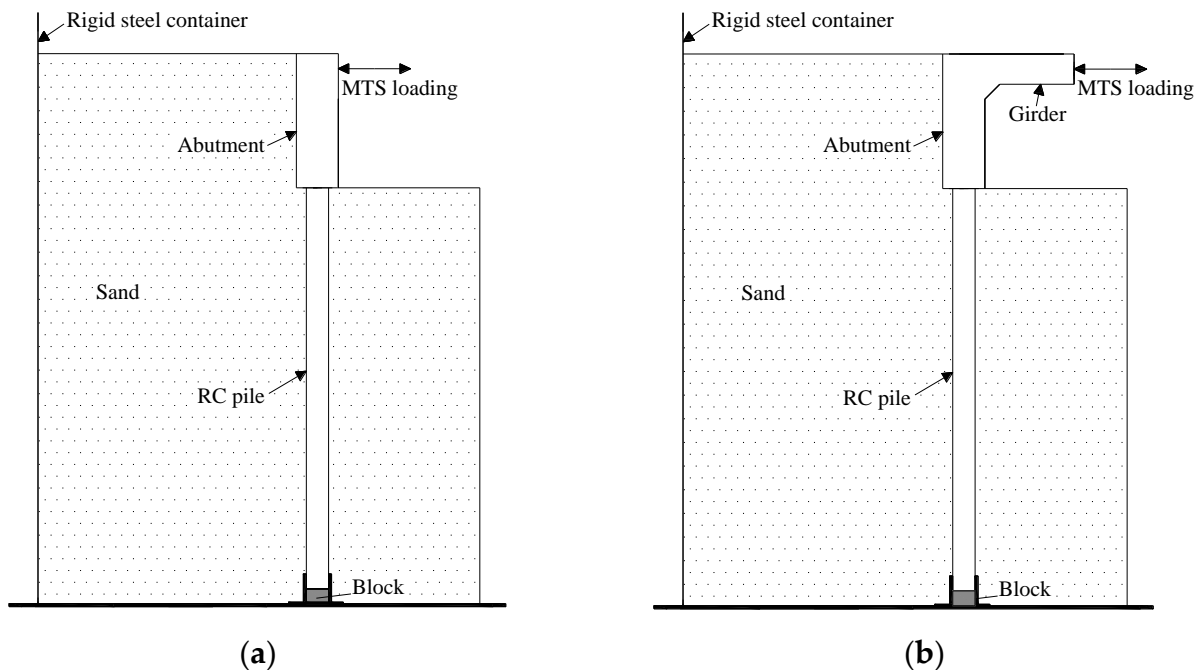 Rigid steel container
MTS loading
Abutment
Sand
RC pile
Block
(a)
Rigid steel container
MTS loading
Girder
Abutment
Sand
RC pile
Block
(b)